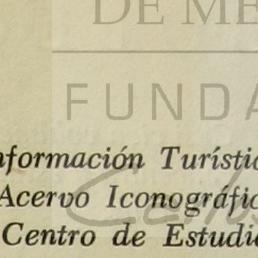 DE ME
FUNDA
nformación Turístic
Acervo Iconográfic
Centro de Estudi